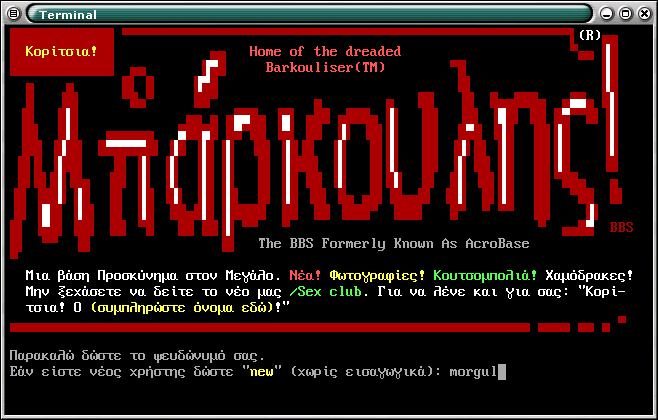 Terminal
(R)
Κορίτσια!
Home of the dreaded
Barkouliser(TM)
Μπάρκουλης!
BBS
The BBS Formerly Known As AcroBase
Μια βάση Προσκύνημα στον Μεγάλο. Νέα! Φωτογραφίες! Κουτσομπολιά! Χαμόδρακες!
Μην ξεχάσετε να δείτε το νέο μας /Sex club. Για να λένε και για σας: "Κορί-
τσια! Ο (συμπληρώστε όνομα εδώ)!"
Παρακαλώ δώστε το ψευδώνυμό σας.
Εάν είστε νέος χρήστης δώστε "new" (χωρίς εισαγωγικά): morgul